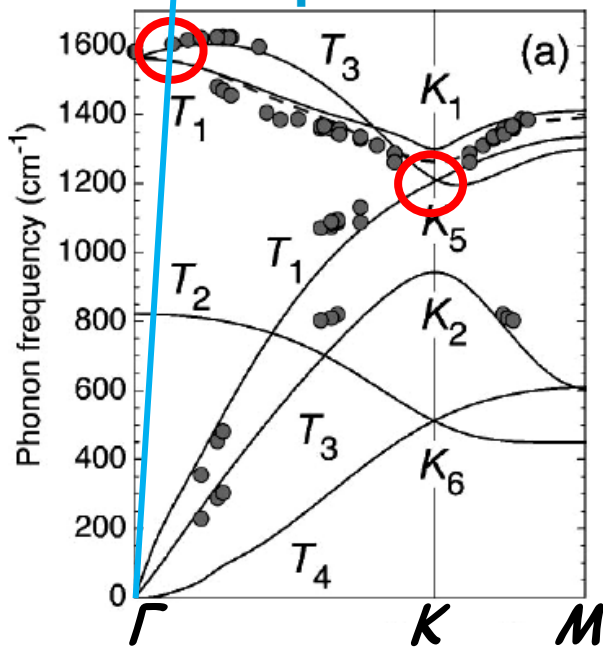 (a)
Phonon frequency (cm⁻¹)
1600
1400
1200
1000
800
600
400
200
0
T₃
K₁
T₁
K₅
T₁
T₂
K₂
T₃
K₆
T₄
Γ K M